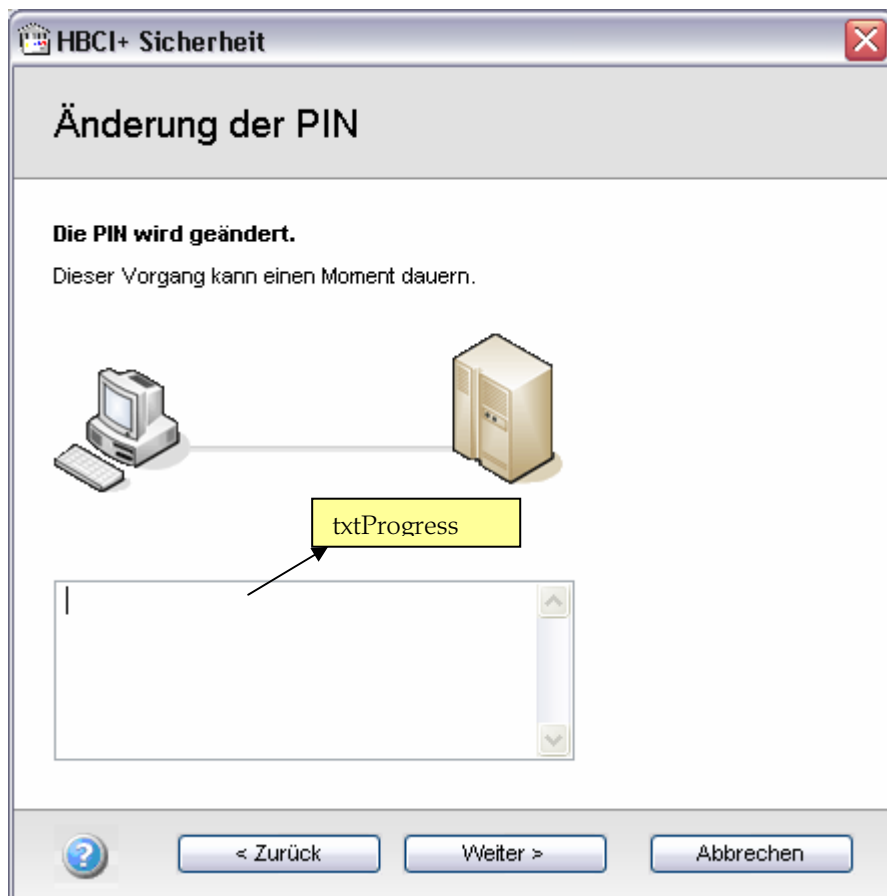 HBCI+ Sicherheit
Änderung der PIN
Die PIN wird geändert.
Dieser Vorgang kann einen Moment dauern.
txtProgress
< Zurück
Weiter >
Abbrechen